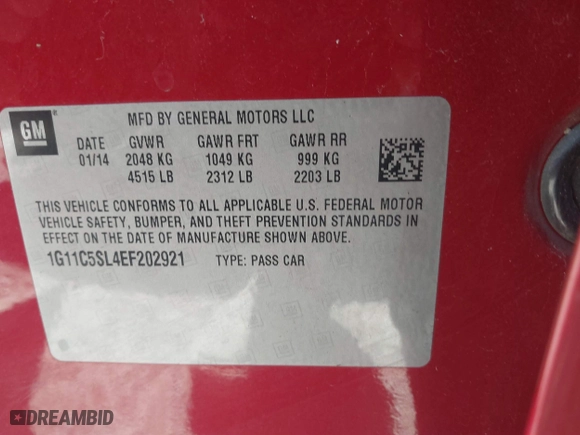 GM
MFD BY GENERAL MOTORS LLC
DATE GVWR GAWR FRT GAWR RR
01/14 2048 KG 1049 KG 999 KG
4515 LB 2312 LB 2203 LB
THIS VEHICLE CONFORMS TO ALL APPLICABLE U.S. FEDERAL MOTOR
VEHICLE SAFETY, BUMPER, AND THEFT PREVENTION STANDARDS IN
EFFECT ON THE DATE OF MANUFACTURE SHOWN ABOVE.
1G11C5SL4EF202921 TYPE: PASS CAR
DREAMBID